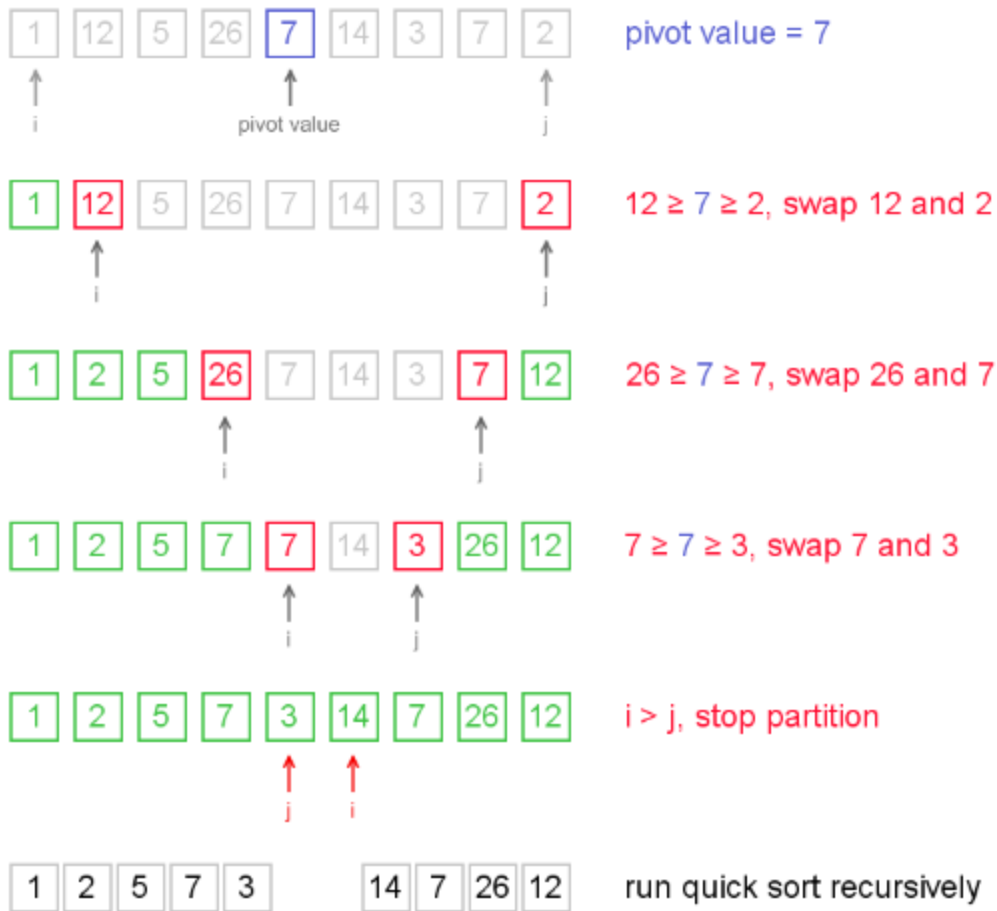 1 12 5 26 7 14 3 7 2 pivot value = 7
i pivot value j
1 12 5 26 7 14 3 7 2 12 ≥ 7 ≥ 2, swap 12 and 2
i j
1 2 5 26 7 14 3 7 12 26 ≥ 7 ≥ 7, swap 26 and 7
i j
1 2 5 7 7 14 3 26 12 7 ≥ 7 ≥ 3, swap 7 and 3
i j
1 2 5 7 3 14 7 26 12 i > j, stop partition
j i
1 2 5 7 3 14 7 26 12 run quick sort recursively